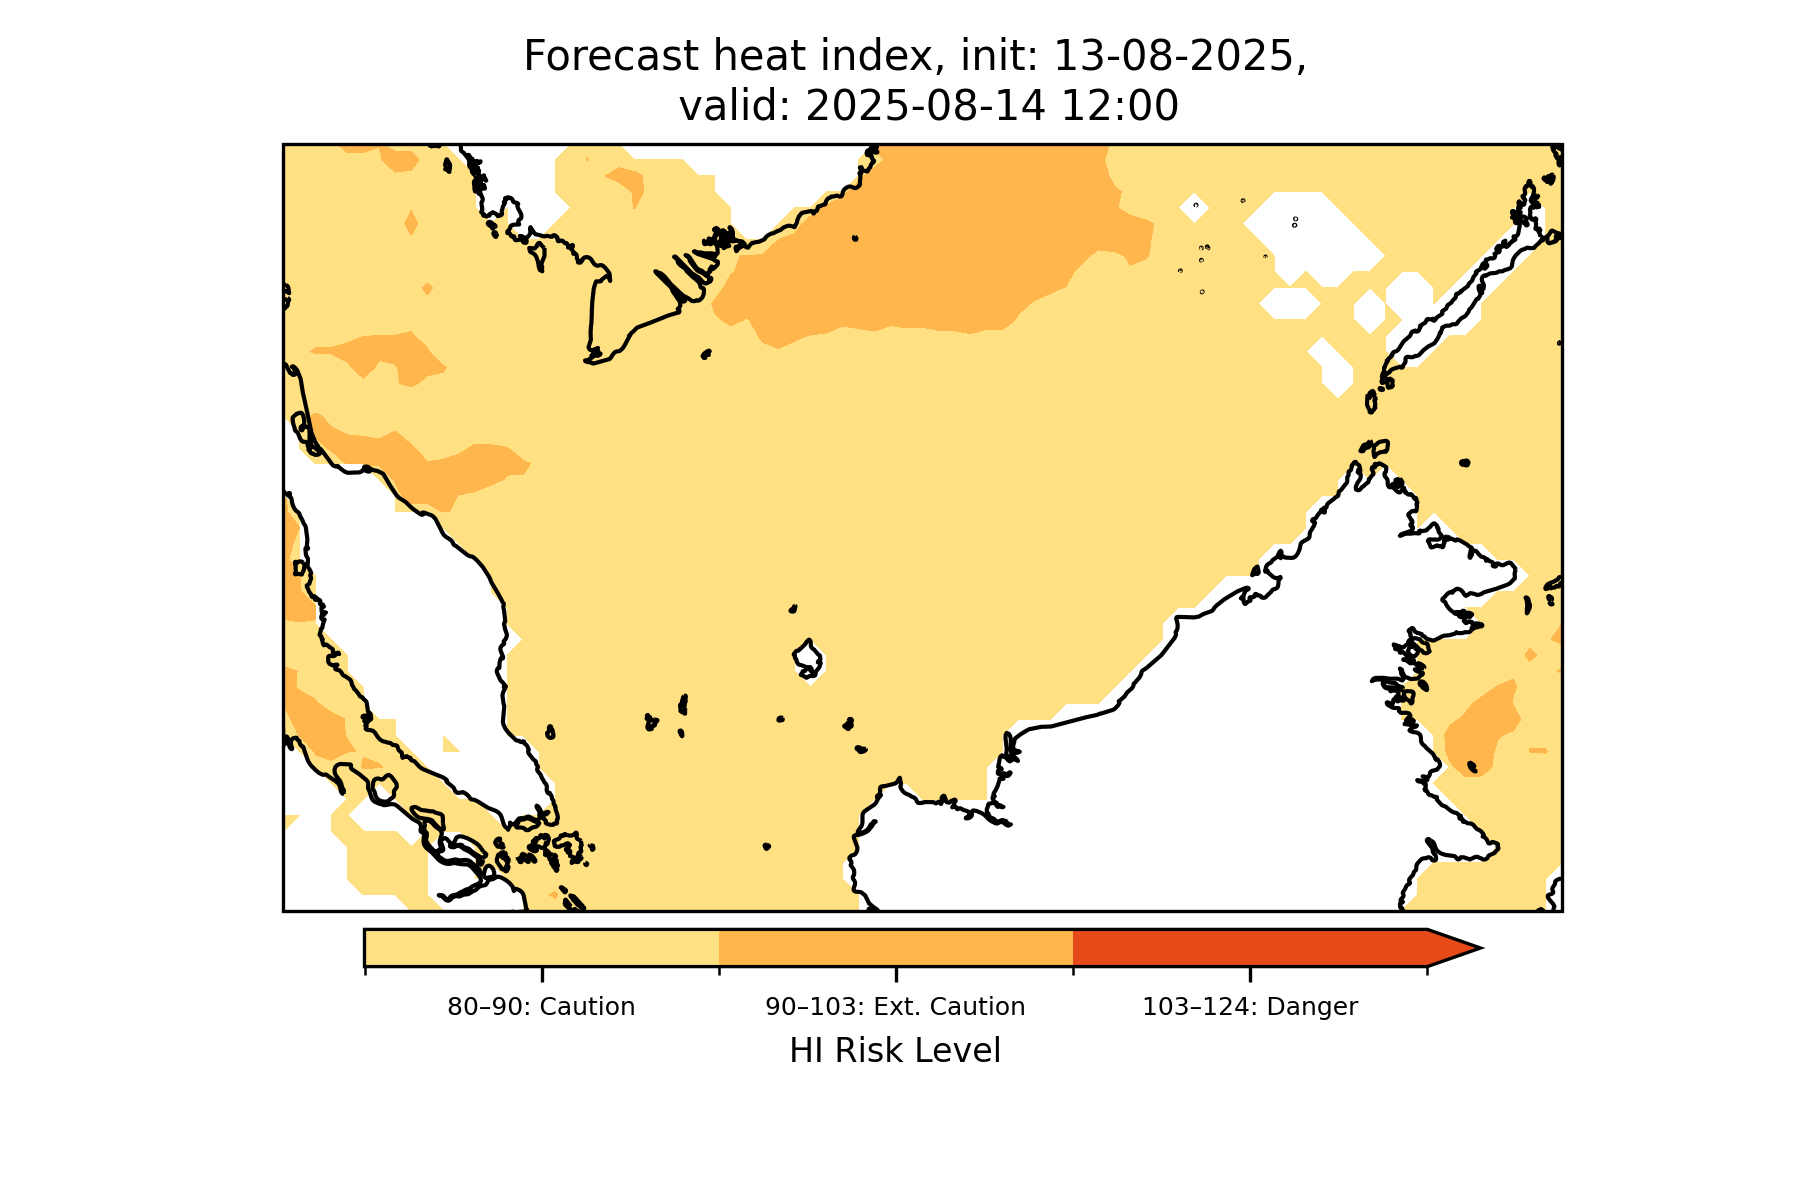 Forecast heat index, init: 13-08-2025,
valid: 2025-08-14 12:00
80–90: Caution
90–103: Ext. Caution
103–124: Danger
HI Risk Level